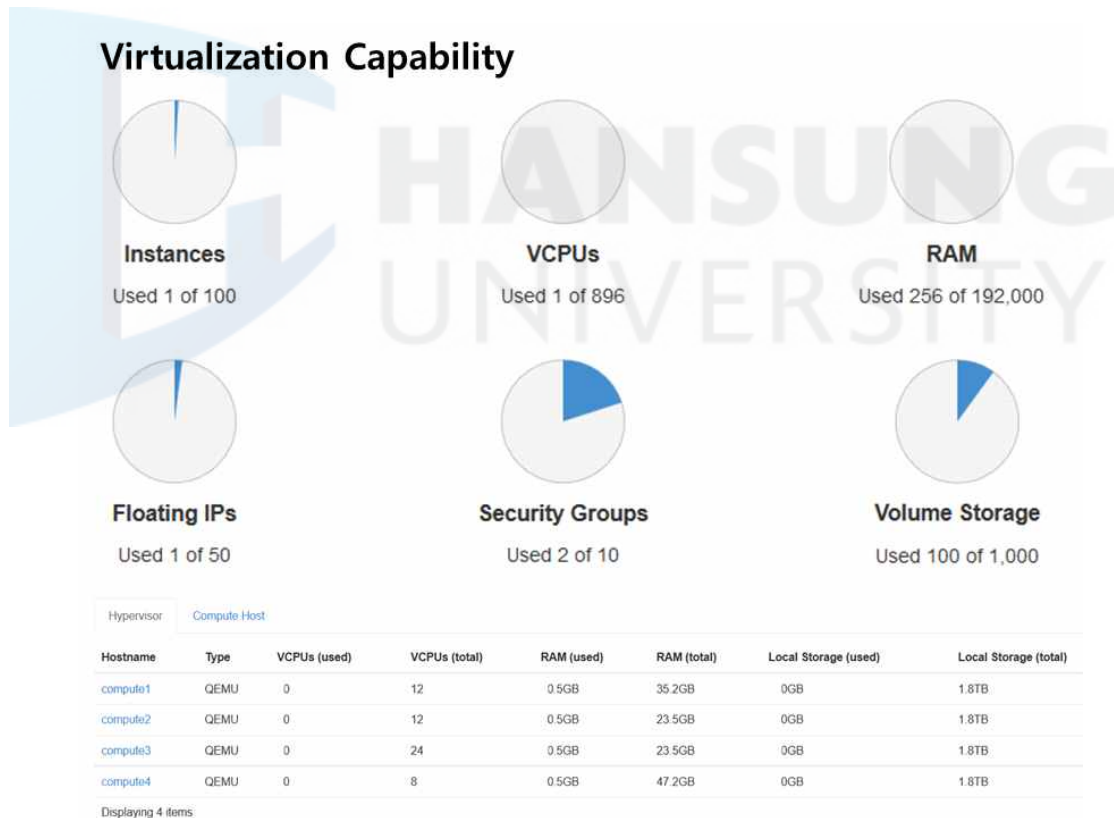 Virtualization Capability
HANSUNG
UNIVERSITY
Instances
Used 1 of 100
VCPUs
Used 1 of 896
RAM
Used 256 of 192,000
Floating IPs
Used 1 of 50
Security Groups
Used 2 of 10
Volume Storage
Used 100 of 1,000
Hypervisor Compute Host
Hostname Type VCPUs (used) VCPUs (total) RAM (used) RAM (total) Local Storage (used) Local Storage (total)
compute1 QEMU 0 12 0.5GB 35.2GB 0GB 1.8TB
compute2 QEMU 0 12 0.5GB 23.5GB 0GB 1.8TB
compute3 QEMU 0 24 0.5GB 23.5GB 0GB 1.8TB
compute4 QEMU 0 8 0.5GB 47.2GB 0GB 1.8TB
Displaying 4 items